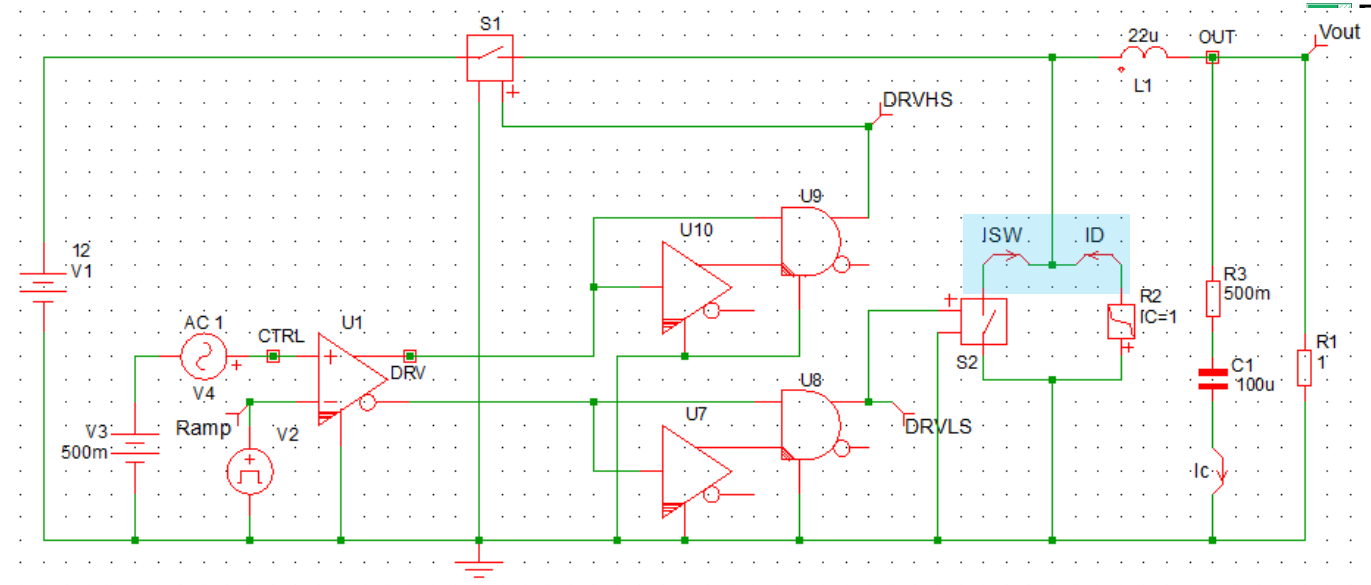 S1
22u
OUT
Vout
L1
DRVHS
U9
U10
ISW
ID
12
V1
R3
500m
R2
IC=1
AC 1
CTRL
U1
S2
R1
1
V4
DRV
U8
C1
100u
Ramp
V2
U7
DRVLS
V3
500m
Ic